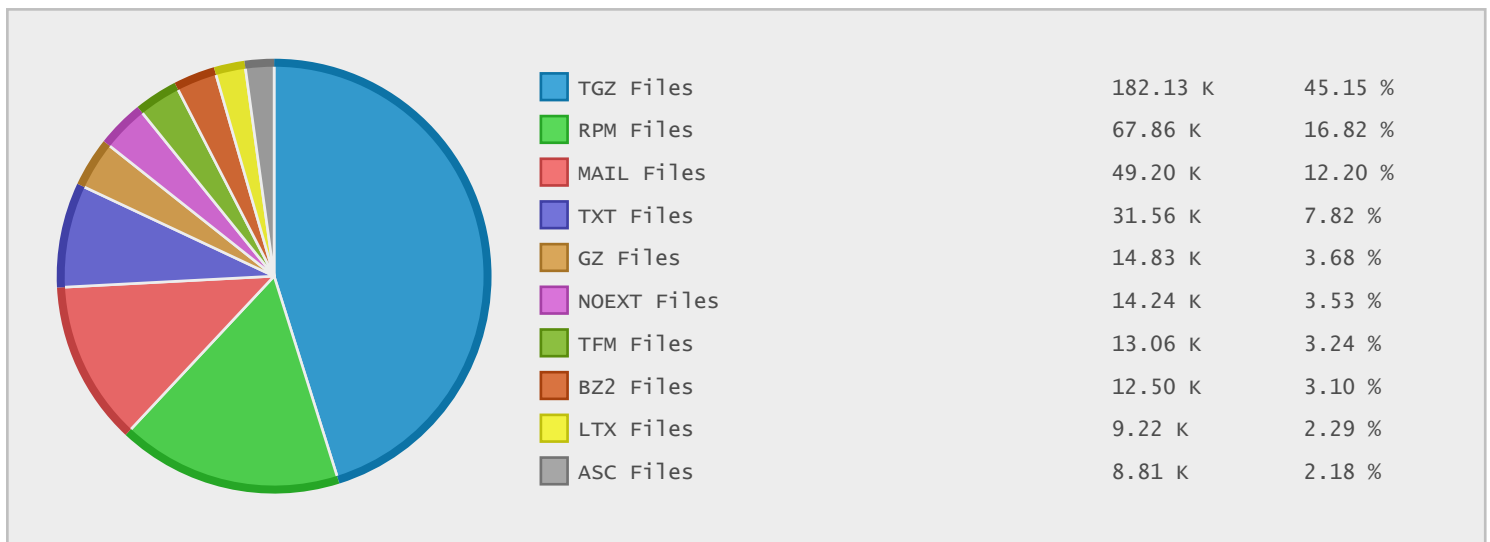 TGZ Files 182.13 K 45.15 %
RPM Files 67.86 K 16.82 %
MAIL Files 49.20 K 12.20 %
TXT Files 31.56 K 7.82 %
GZ Files 14.83 K 3.68 %
NOEXT Files 14.24 K 3.53 %
TFM Files 13.06 K 3.24 %
BZ2 Files 12.50 K 3.10 %
LTX Files 9.22 K 2.29 %
ASC Files 8.81 K 2.18 %